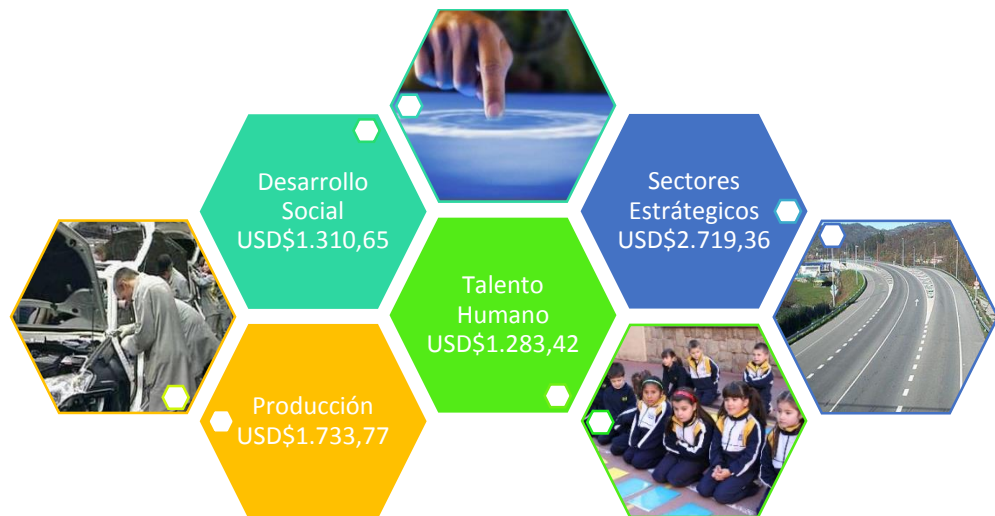 Desarrollo
Social
USD$1.310,65
Sectores
Estrátegicos
USD$2.719,36
Talento
Humano
USD$1.283,42
Producción
USD$1.733,77